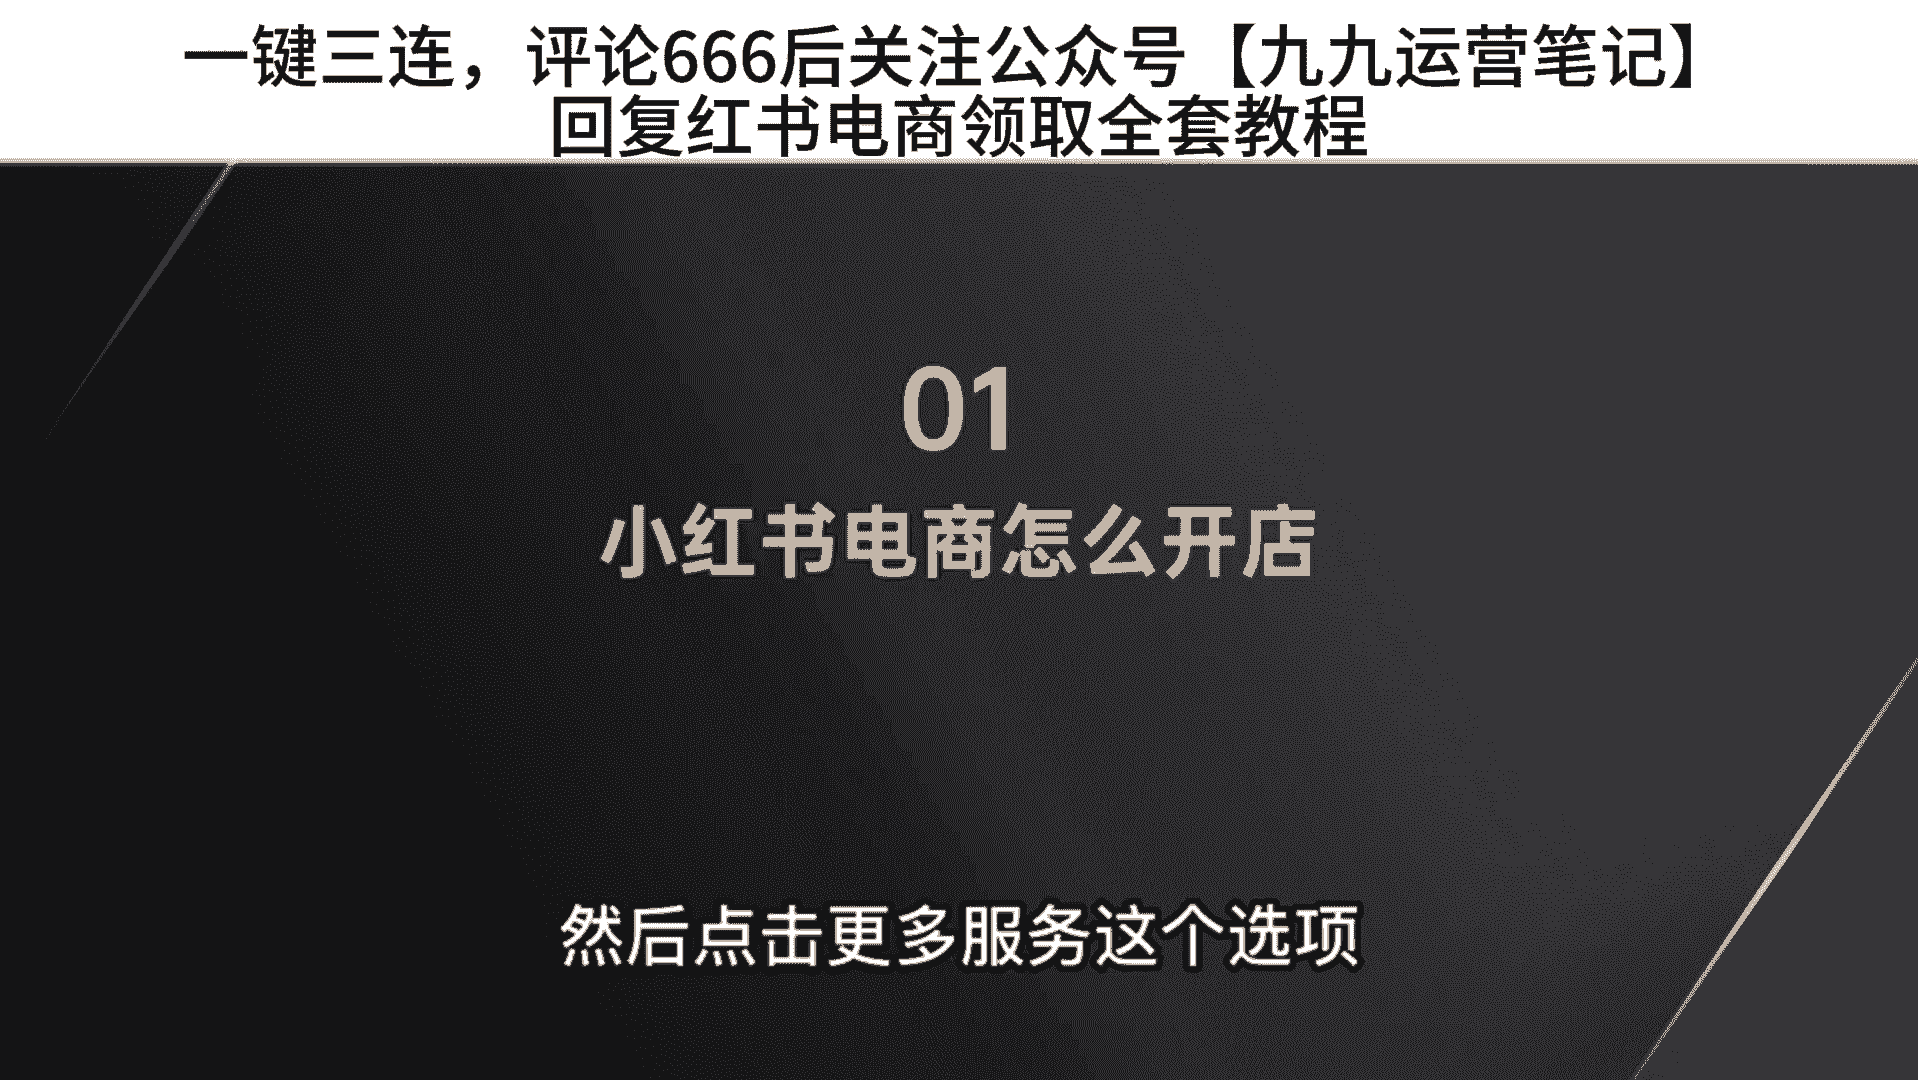 一键三连，评论666后关注公众号【九九运营笔记】
回复红书电商领取全套教程
01
小红书电商怎么开店
然后点击更多服务这个选项